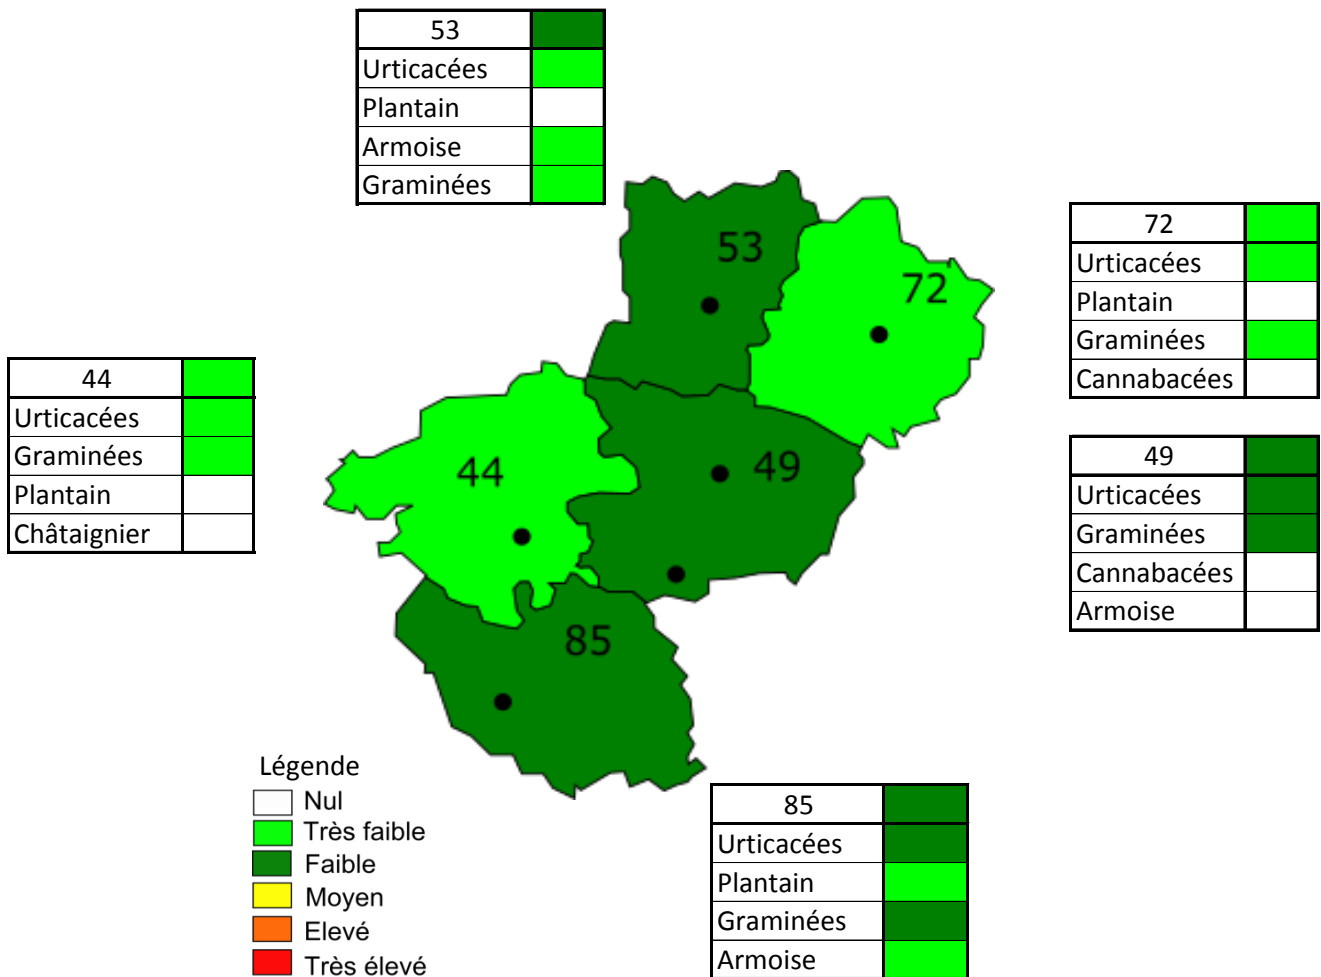 53
Urticacées
Plantain
Armoise
Graminées
53
72
72
Urticacées
Plantain
Graminées
Cannabacées
44
Urticacées
Graminées
Plantain
Châtaignier
44
49
49
Urticacées
Graminées
Cannabacées
Armoise
85
Légende
Nul
Très faible
Faible
Moyen
Elevé
Très élevé
85
Urticacées
Plantain
Graminées
Armoise